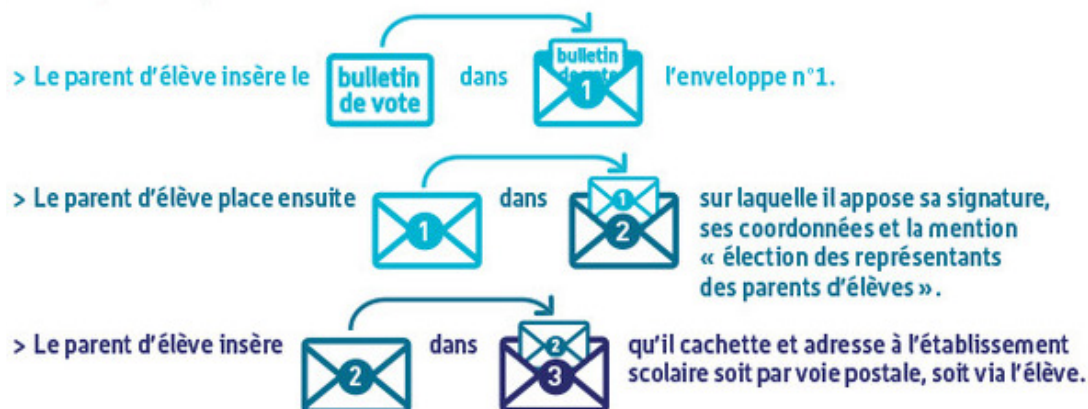 > Le parent d'élève insère le bulletin de vote dans bulletin de vote 1 l'enveloppe n°1.
> Le parent d'élève place ensuite 1 dans 1 2 sur laquelle il appose sa signature,
ses coordonnées et la mention
« élection des représentants
des parents d'élèves ».
> Le parent d'élève insère 2 dans 2 3 qu'il cachette et adresse à l'établissement
scolaire soit par voie postale, soit via l'élève.